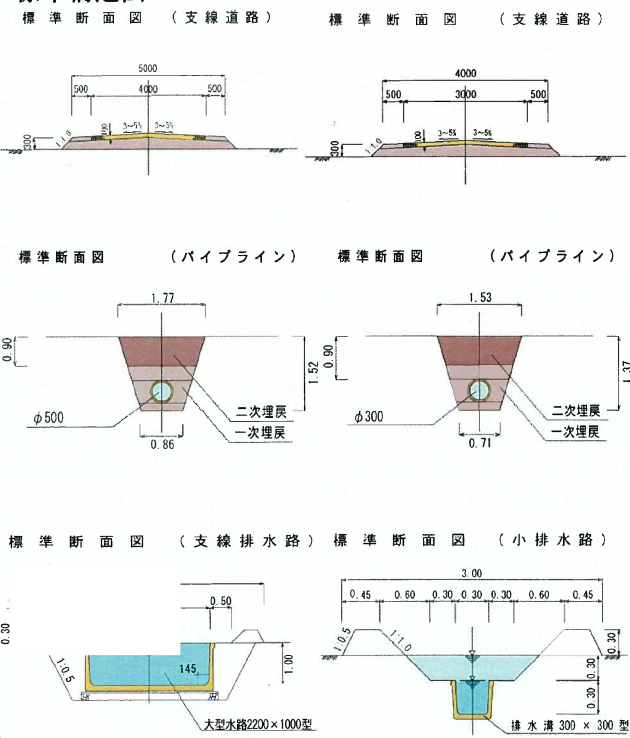 標準断面図 (支線道路)
5000
500 4000 500
3~5% 3~5%
100
300
1:1.0
標準断面図 (支線道路)
4000
500 3000 500
3~5% 3~5%
100
300
1:1.0
標準断面図 (パイプライン)
1.77
0.90
1.52
φ500
二次埋戻
一次埋戻
0.86
標準断面図 (パイプライン)
1.53
0.90
1.37
φ300
二次埋戻
一次埋戻
0.71
標準断面図 (支線排水路)
0.50
0.30
1:0.5
145
1.00
大型水路2200×1000型
標準断面図 (小排水路)
3.00
0.45 0.60 0.30 0.30 0.30 0.60 0.45
1:0.5
1:1.0
0.30
0.30
0.30
排水溝300×300型